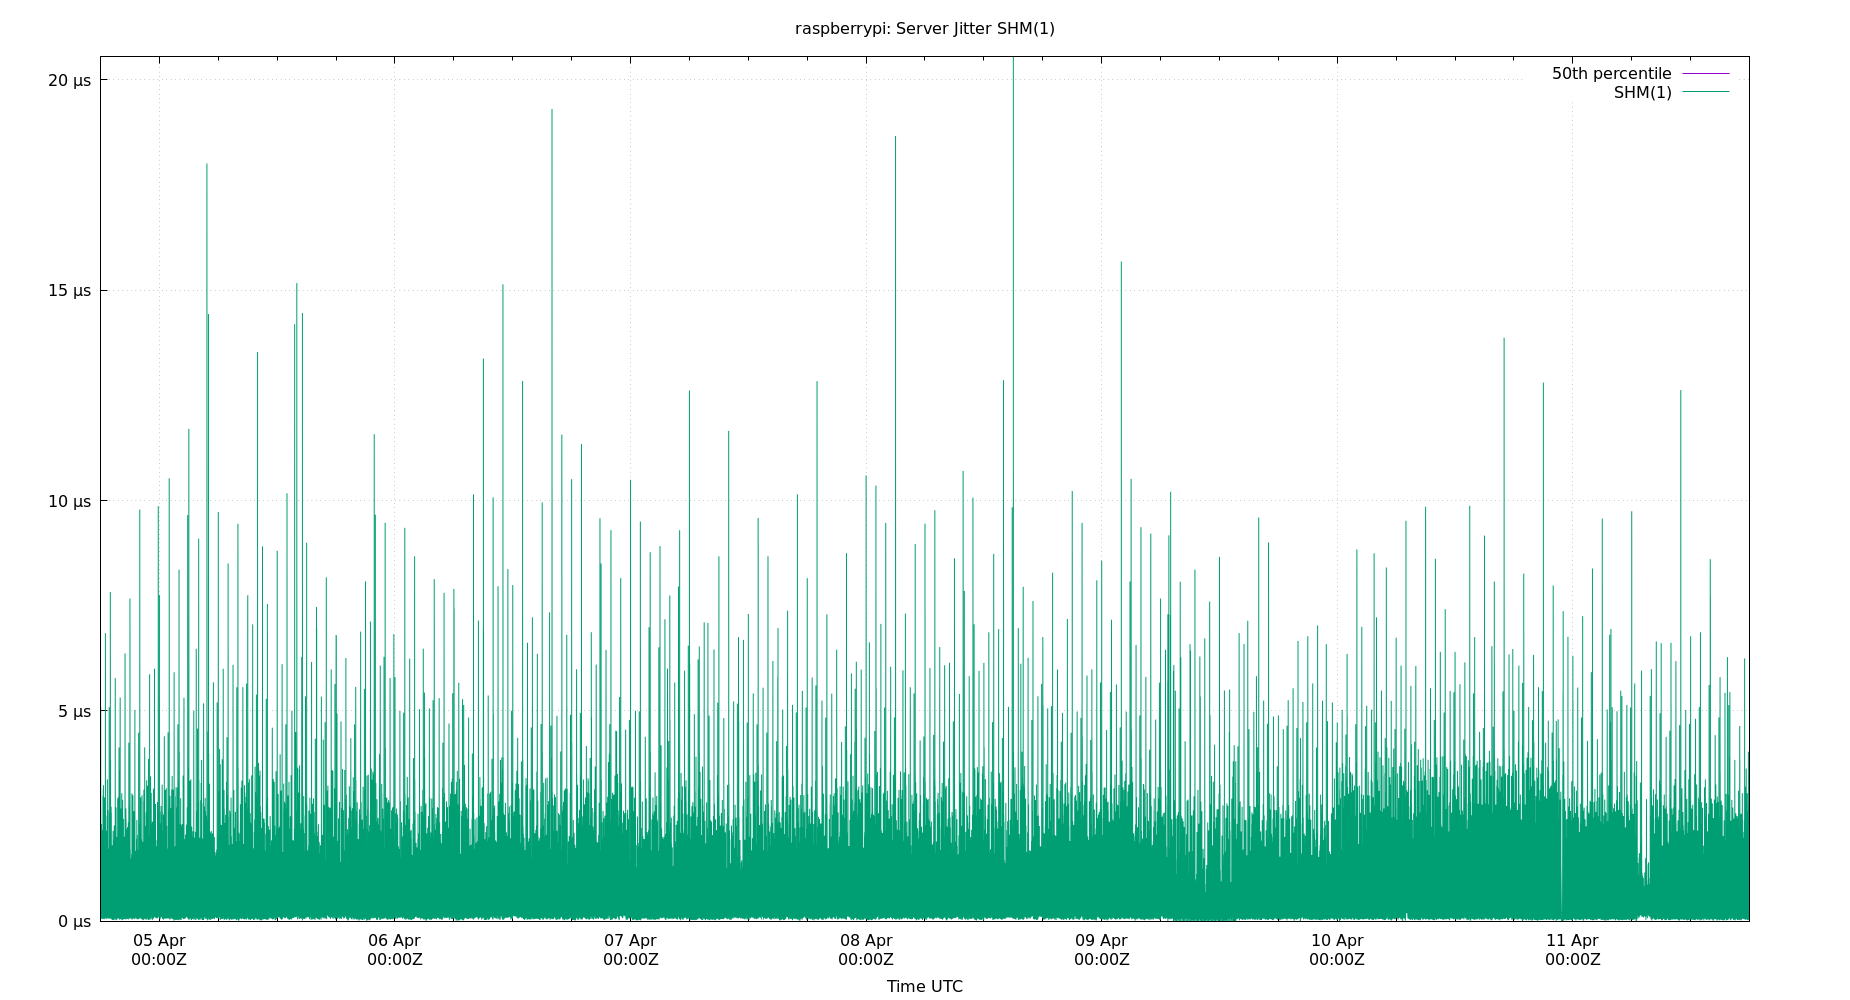 raspberrypi: Server Jitter SHM(1)
50th percentile
SHM(1)
20 µs
15 µs
10 µs
5 µs
0 µs
05 Apr 06 Apr 07 Apr 08 Apr 09 Apr 10 Apr 11 Apr
00:00Z 00:00Z 00:00Z 00:00Z 00:00Z 00:00Z 00:00Z
Time UTC